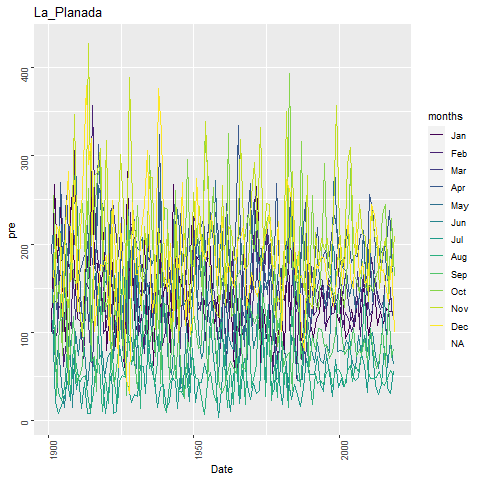 La_Planada
400
300
200
100
0
pre
1900
1950
2000
Date
months
Jan
Feb
Mar
Apr
May
Jun
Jul
Aug
Sep
Oct
Nov
Dec
NA